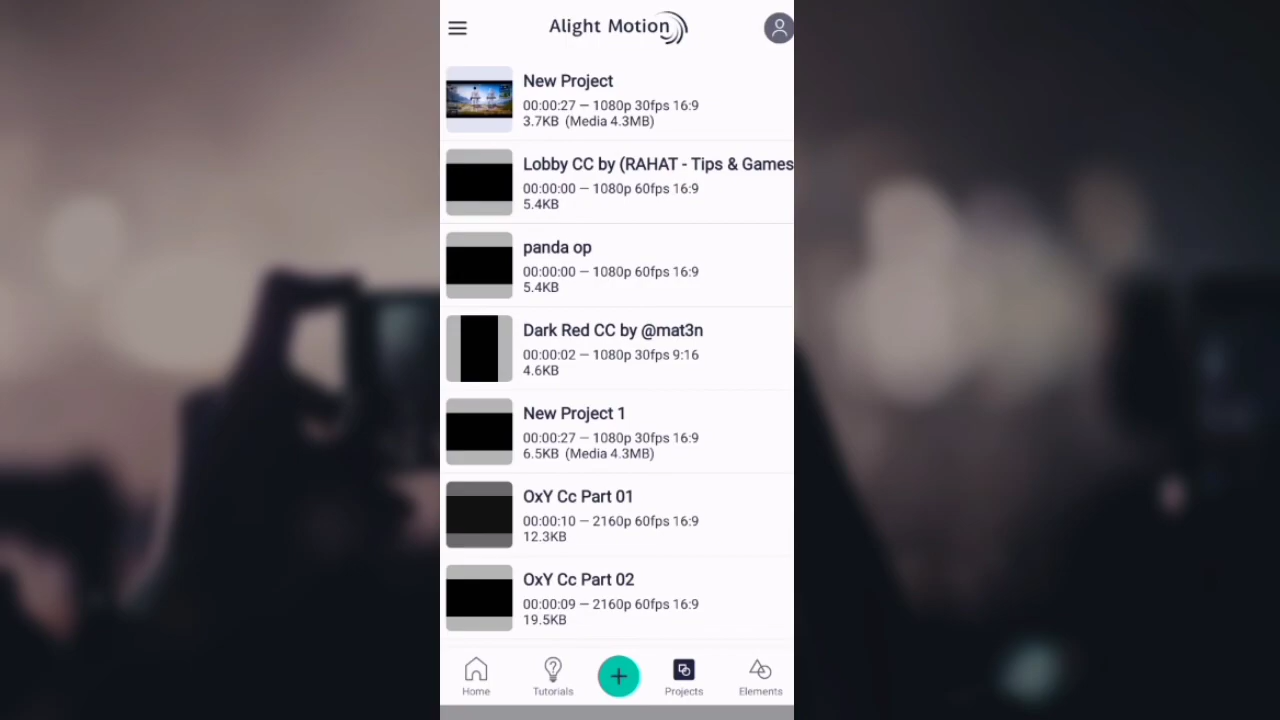 Alight Motion
New Project
00:00:27 — 1080p 30fps 16:9
3.7KB (Media 4.3MB)
Lobby CC by (RAHAT - Tips & Games
00:00:00 — 1080p 60fps 16:9
5.4KB
panda op
00:00:00 — 1080p 60fps 16:9
5.4KB
Dark Red CC by @mat3n
00:00:02 — 1080p 30fps 9:16
4.6KB
New Project 1
00:00:27 — 1080p 30fps 16:9
6.5KB (Media 4.3MB)
OxY Cc Part 01
00:00:10 — 2160p 60fps 16:9
12.3KB
OxY Cc Part 02
00:00:09 — 2160p 60fps 16:9
19.5KB
Home Tutorials Projects Elements